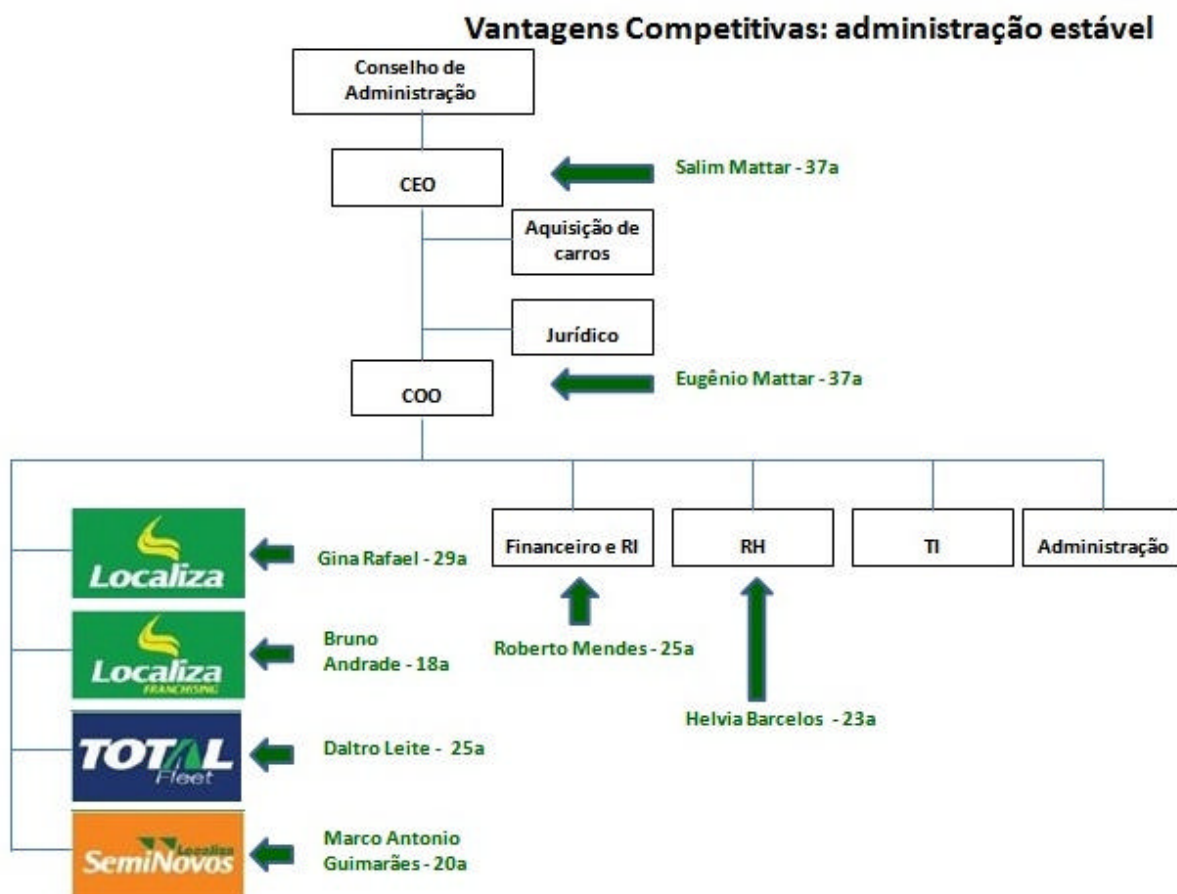 Vantagens Competitivas: administração estável
Conselho de
Administração
CEO
Salim Mattar - 37a
Aquisição de
carros
Jurídico
COO
Eugênio Mattar - 37a
Localiza
Gina Rafael - 29a
Financeiro e RI
RH
TI
Administração
Localiza
FRANCHISING
Bruno
Andrade - 18a
Roberto Mendes - 25a
Helvia Barcelos - 23a
TOTAL
Fleet
Daltro Leite - 25a
Localiza
SemiNovos
Marco Antonio
Guimarães - 20a